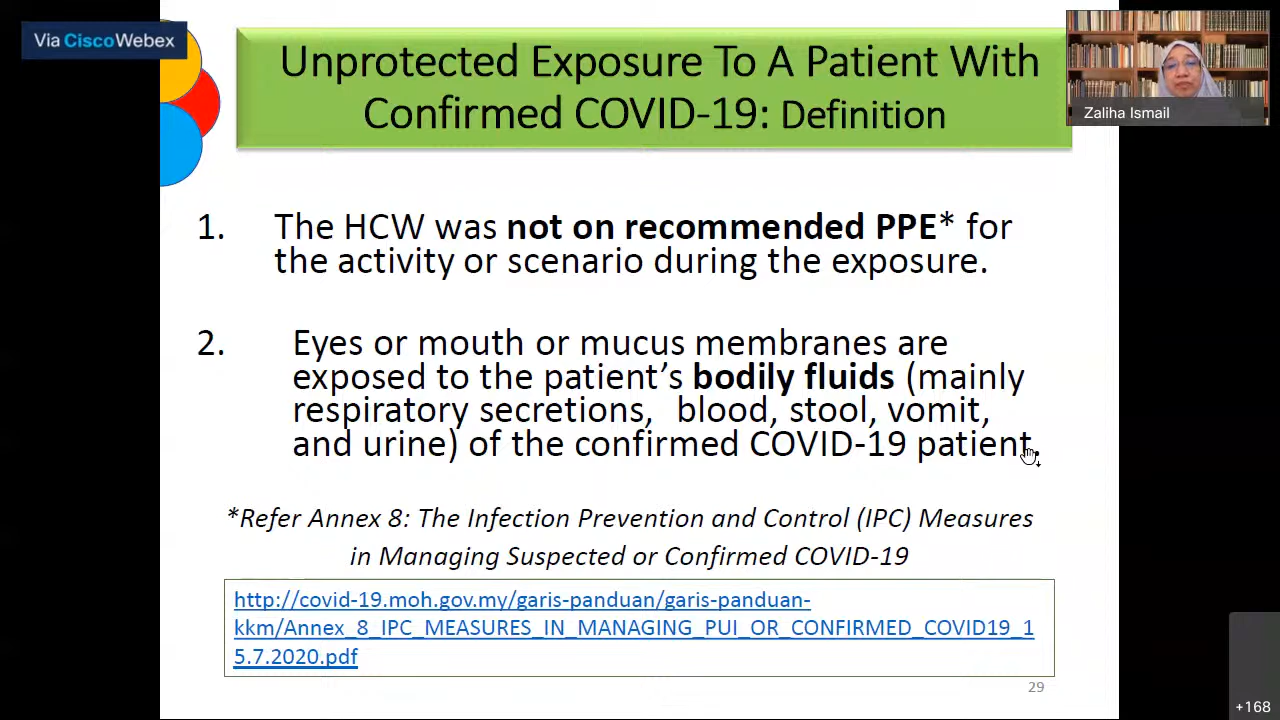 Via CiscoWebex
Unprotected Exposure To A Patient With
Confirmed COVID-19: Definition
Zaliha Ismail
1. The HCW was not on recommended PPE* for
the activity or scenario during the exposure.
2. Eyes or mouth or mucus membranes are
exposed to the patient's bodily fluids (mainly
respiratory secretions, blood, stool, vomit,
and urine) of the confirmed COVID-19 patient.
*Refer Annex 8: The Infection Prevention and Control (IPC) Measures
in Managing Suspected or Confirmed COVID-19
http://covid-19.moh.gov.my/garis-panduan/garis-panduan-
kkm/Annex_8_IPC_MEASURES_IN_MANAGING_PUI_OR_CONFIRMED_COVID19_1
5.7.2020.pdf
29
+168